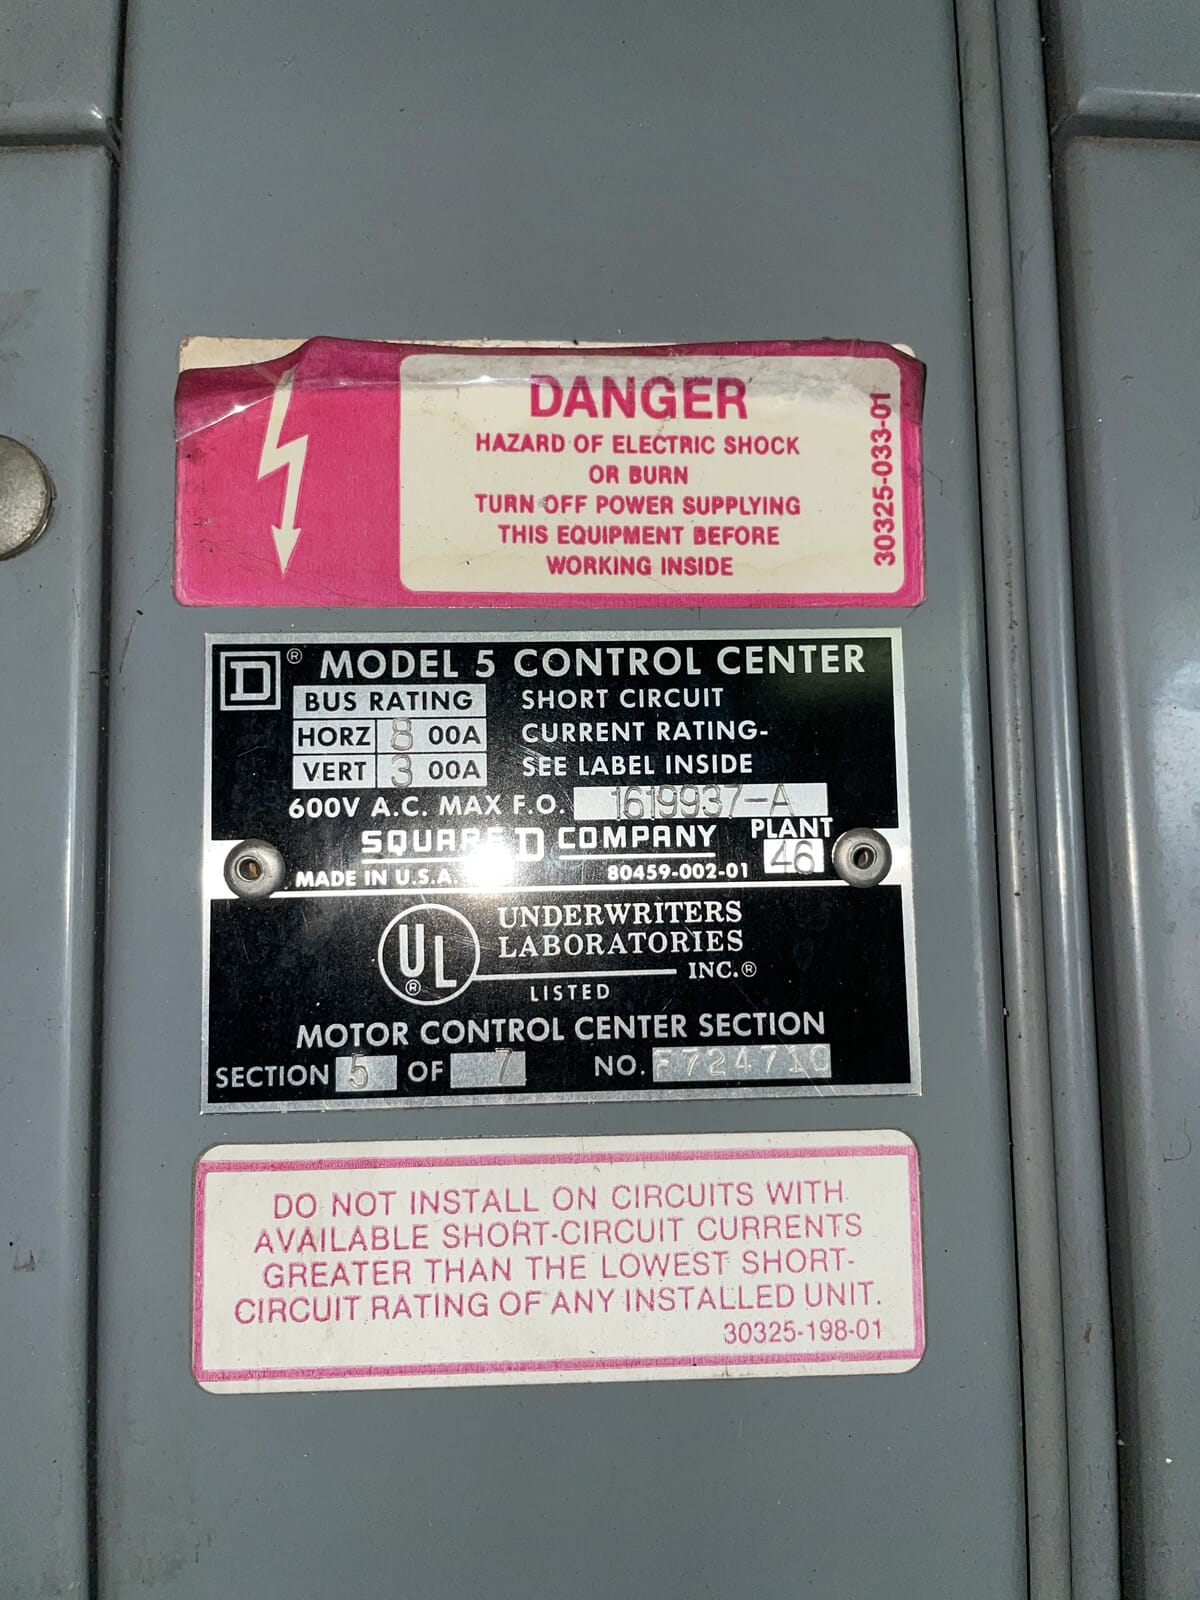 DANGER
HAZARD OF ELECTRIC SHOCK
OR BURN
TURN OFF POWER SUPPLYING
THIS EQUIPMENT BEFORE
WORKING INSIDE
30325-033-01
D® MODEL 5 CONTROL CENTER
BUS RATING
HORZ 8 00A
VERT 3 00A
SHORT CIRCUIT
CURRENT RATING-
SEE LABEL INSIDE
600V A.C. MAX F.O. 1619937-A
SQUARE D COMPANY
PLANT
46
MADE IN U.S.A.
80459-002-01
UL®
UNDERWRITERS
LABORATORIES
INC.®
LISTED
MOTOR CONTROL CENTER SECTION
SECTION 5 OF 7 NO. F724710
DO NOT INSTALL ON CIRCUITS WITH
AVAILABLE SHORT-CIRCUIT CURRENTS
GREATER THAN THE LOWEST SHORT-
CIRCUIT RATING OF ANY INSTALLED UNIT.
30325-198-01